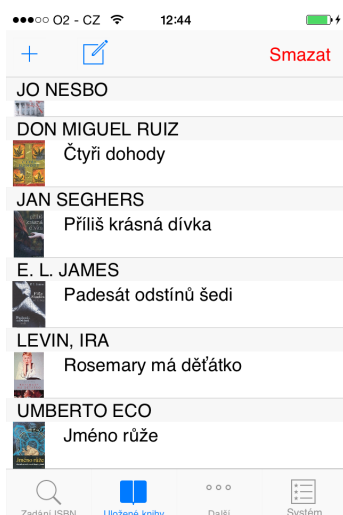 O2 - CZ 12:44
Smazat
JO NESBO
DON MIGUEL RUIZ
Čtyři dohody
JAN SEGHERS
Příliš krásná dívka
E. L. JAMES
Padesát odstínů šedi
LEVIN, IRA
Rosemary má děťátko
UMBERTO ECO
Jméno růže
Zadání ISBN Uložené knihy Další Systém